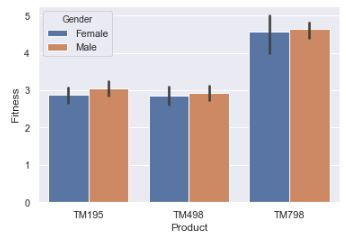 Gender
Female
Male
5
4
3
2
1
0
Fitness
TM195 TM498 TM798
Product